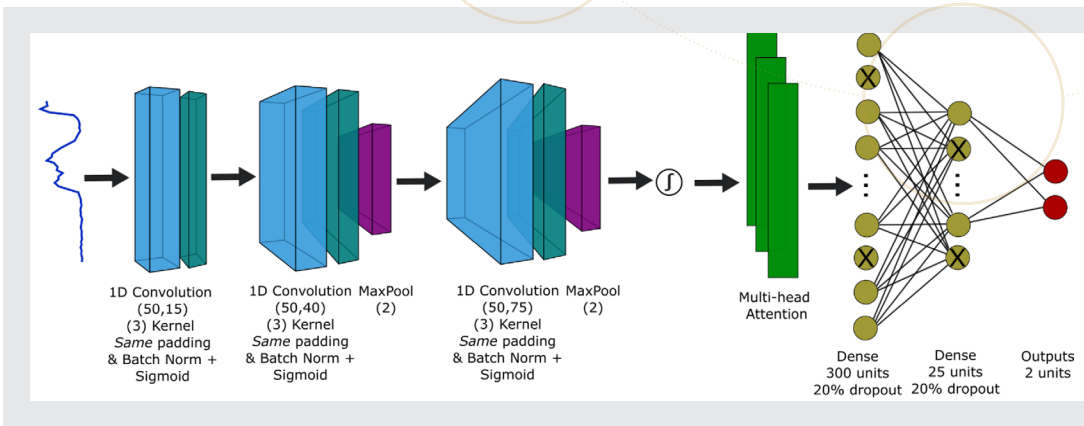 1D Convolution
(50,15)
(3) Kernel
Same padding
& Batch Norm +
Sigmoid
1D Convolution
(50,40)
(3) Kernel
Same padding
& Batch Norm +
Sigmoid
MaxPool
(2)
1D Convolution
(50,75)
(3) Kernel
Same padding
& Batch Norm +
Sigmoid
MaxPool
(2)
∫
Multi-head
Attention
X
X
X
X
Dense
300 units
20% dropout
Dense
25 units
20% dropout
Outputs
2 units